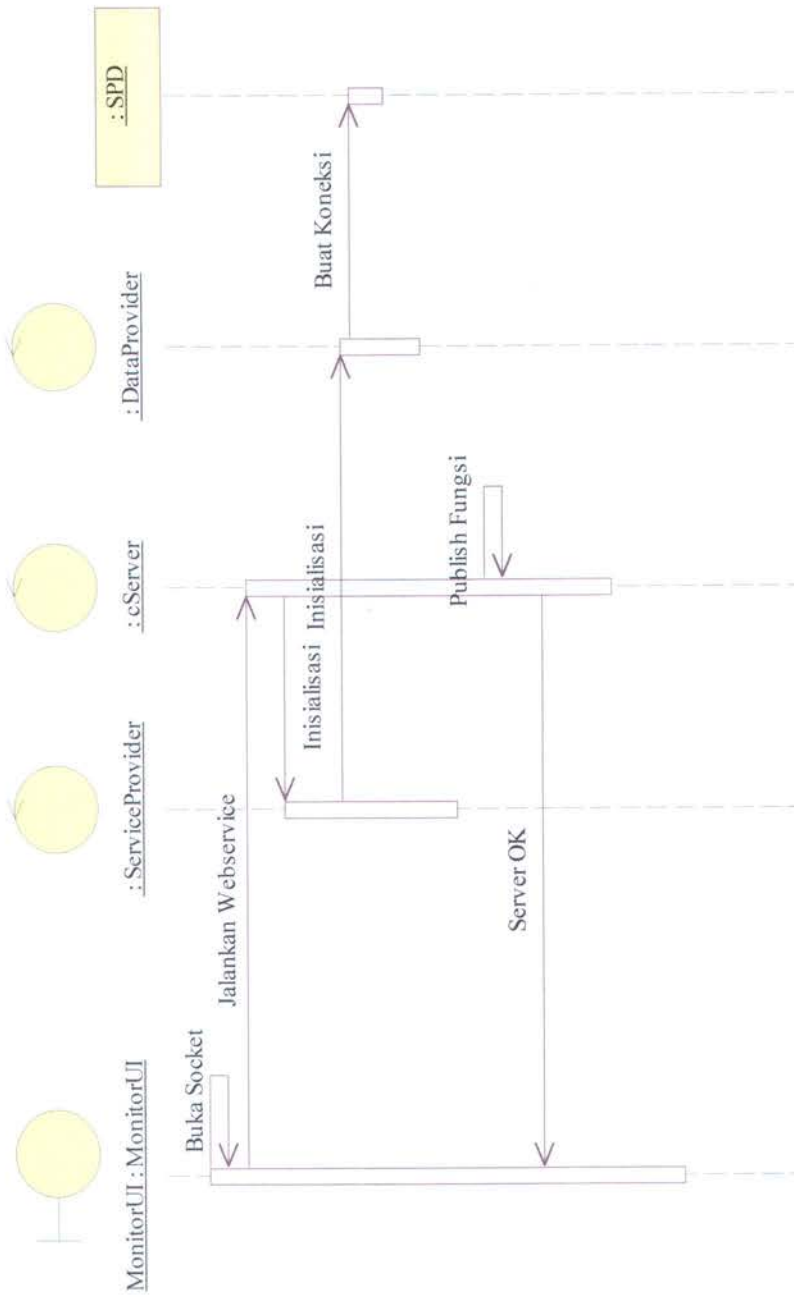 MonitorUI : MonitorUI
: ServiceProvider
: cServer
: DataProvider
: SPD
Buka Socket
Jalankan Webservice
Inisialisasi
Inisialisasi
Buat Koneksi
Publish Fungsi
Server OK